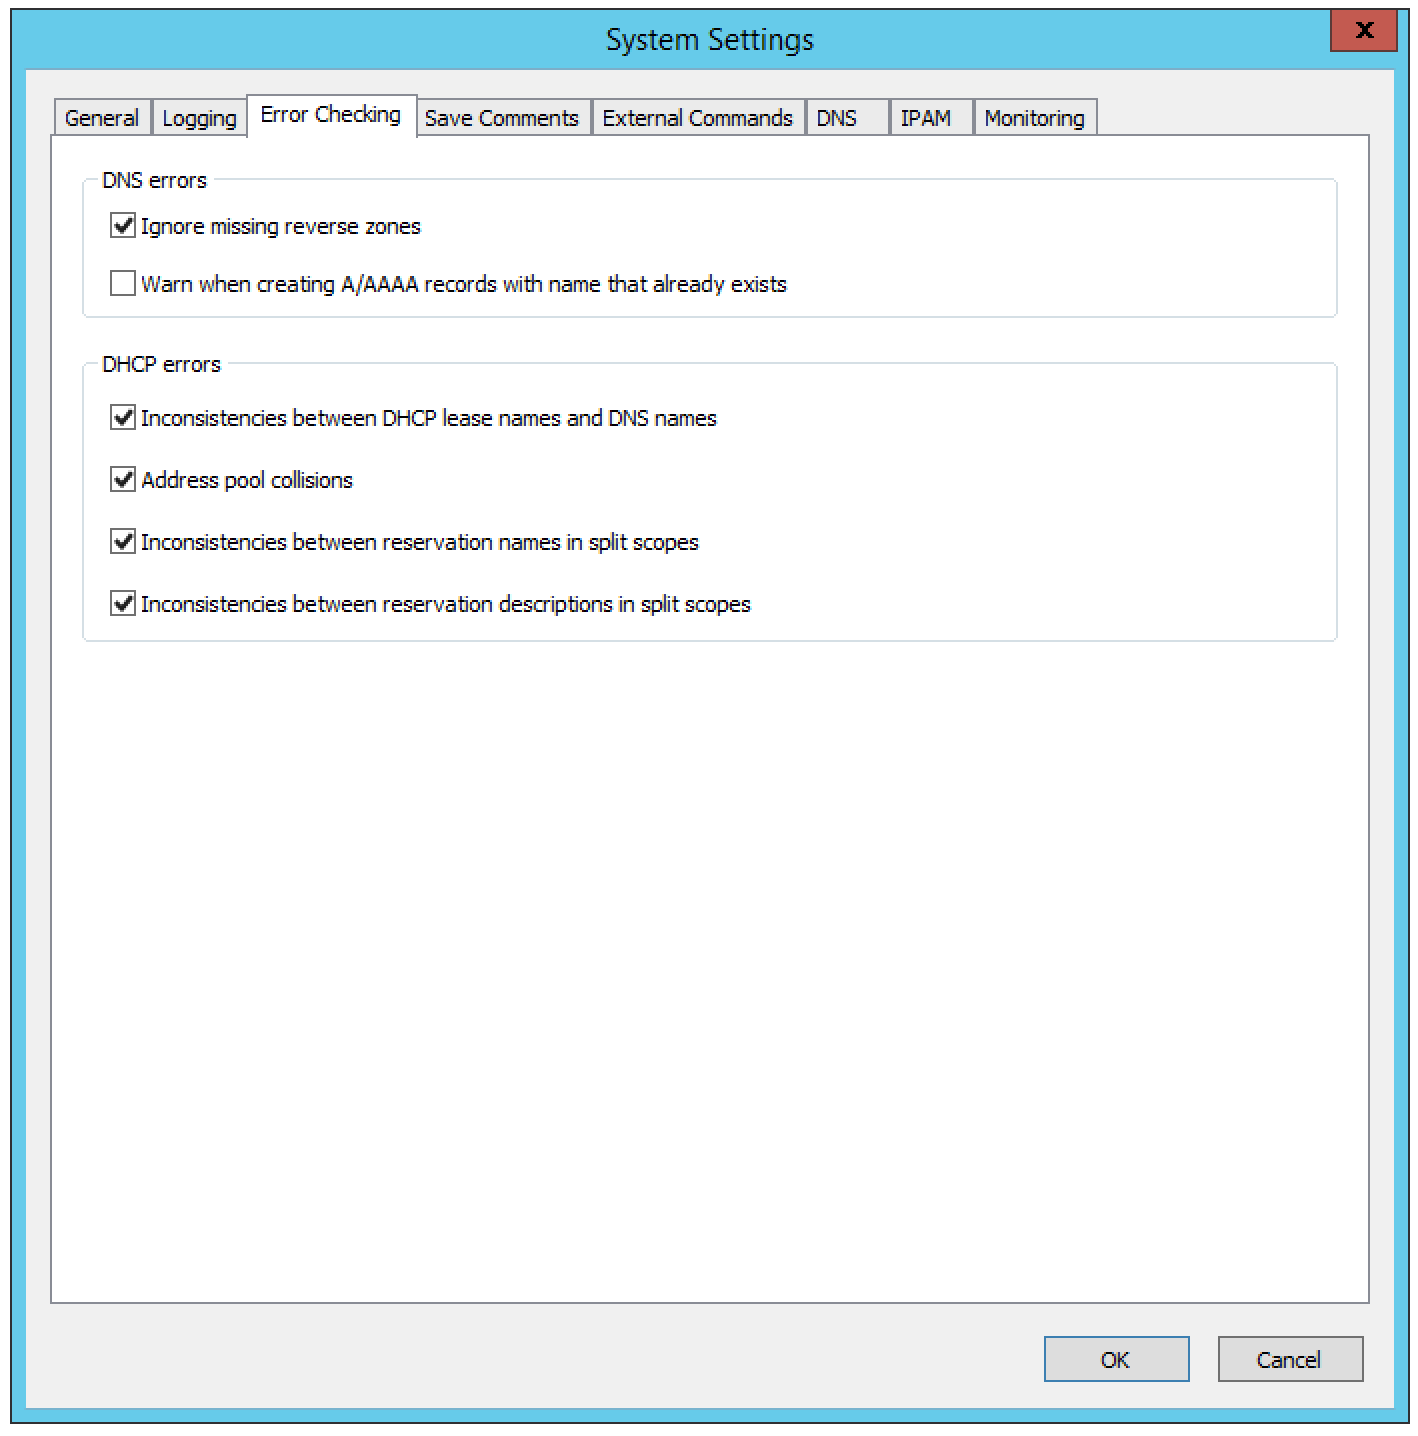 System Settings
x
General Logging Error Checking Save Comments External Commands DNS IPAM Monitoring
DNS errors
Ignore missing reverse zones
Warn when creating A/AAAA records with name that already exists
DHCP errors
Inconsistencies between DHCP lease names and DNS names
Address pool collisions
Inconsistencies between reservation names in split scopes
Inconsistencies between reservation descriptions in split scopes
OK Cancel